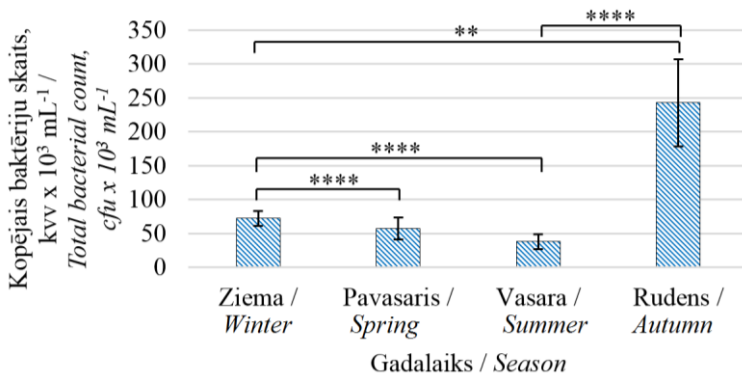 Kopējais baktēriju skaits,
kvv x 10³ mL⁻¹ /
Total bacterial count,
cfu x 10³ mL⁻¹
350
300
250
200
150
100
50
0
**
****
****
****
Ziema /
Winter
Pavasaris /
Spring
Vasara /
Summer
Rudens /
Autumn
Gadalaiks / Season